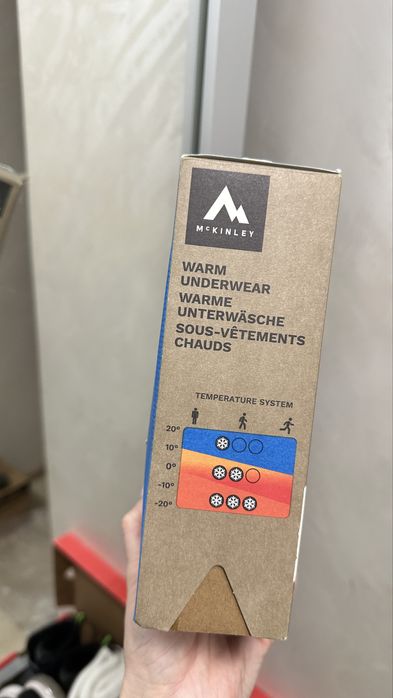 McKINLEY
WARM
UNDERWEAR
WARME
UNTERWÄSCHE
SOUS-VÊTEMENTS
CHAUDS
TEMPERATURE SYSTEM
20°
10°
0°
-10°
-20°